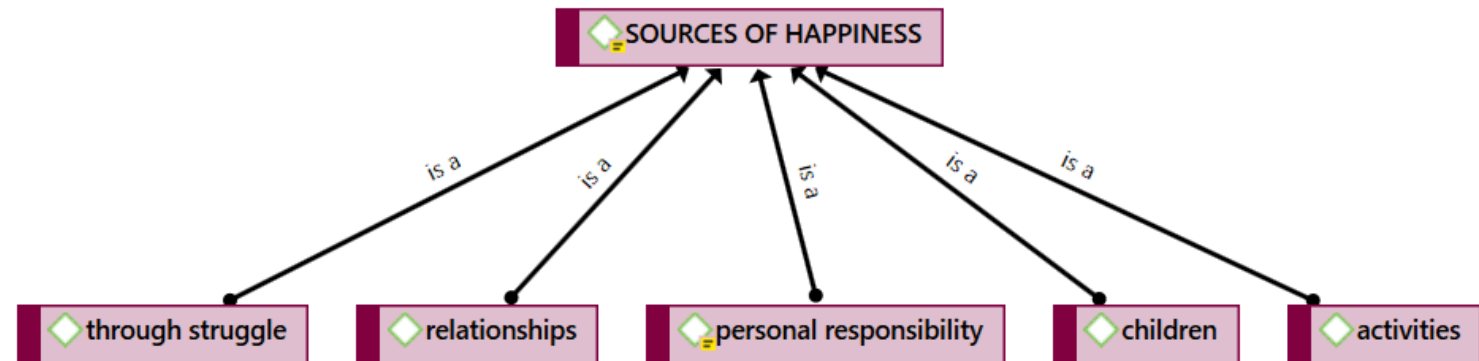 SOURCES OF HAPPINESS
is a
is a
is a
is a
is a
through struggle
relationships
personal responsibility
children
activities